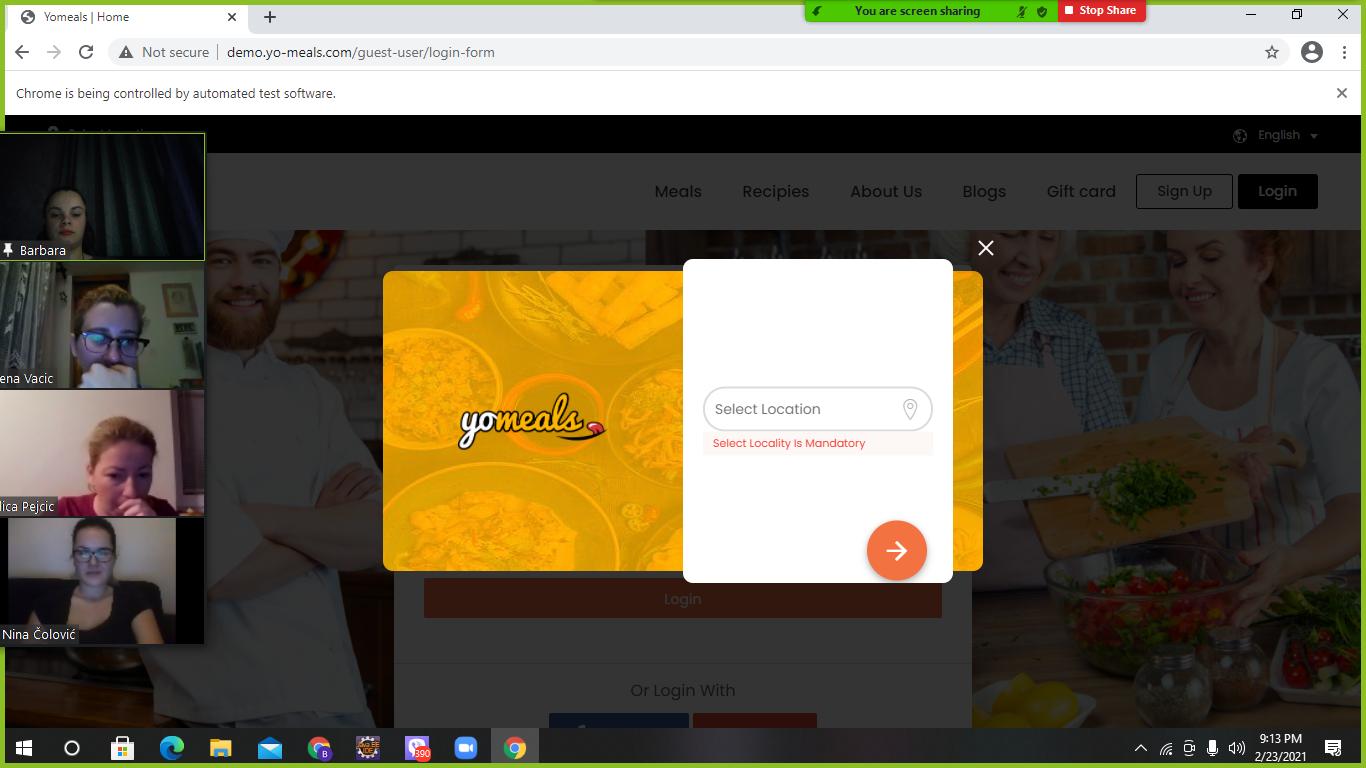 Yomeals | Home
You are screen sharing
Stop Share
Not secure
demo.yo-meals.com/guest-user/login-form
Chrome is being controlled by automated test software.
English
Meals
Recipies
About Us
Blogs
Gift card
Sign Up
Login
Barbara
ena Vacic
lica Pejcic
Nina Čolović
yomeals
Select Location
Select Locality Is Mandatory
Login
Or Login With
B
390
9:13 PM
2/23/2021